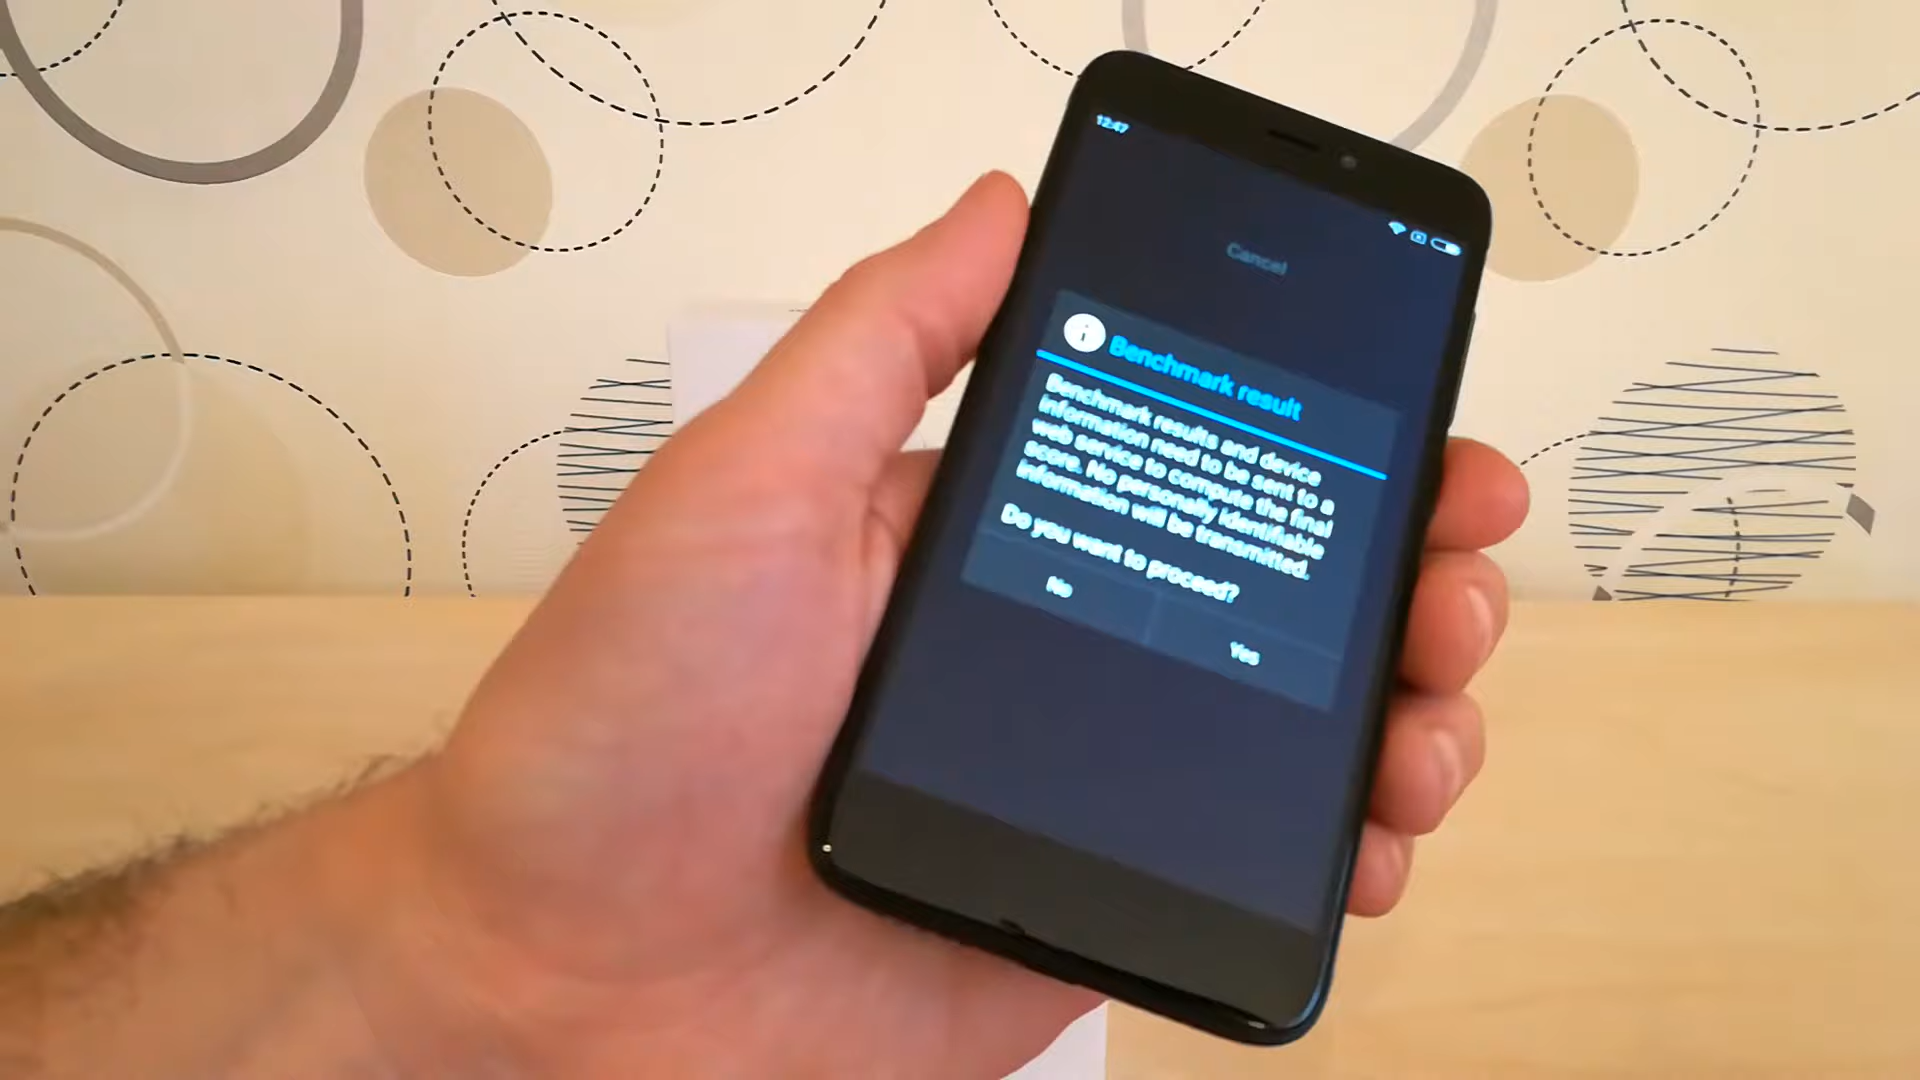 12:47
Cancel
Benchmark result
Benchmark results and device
information need to be sent to a
web service to compute the final
score. No personally identifiable
information will be transmitted.
Do you want to proceed?
No
Yes